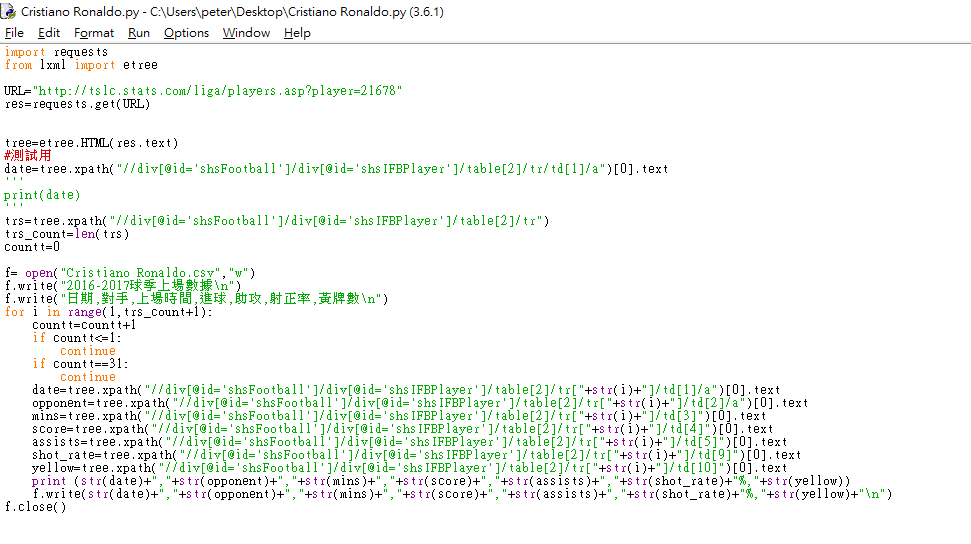 Cristiano Ronaldo.py - C:\Users\peter\Desktop\Cristiano Ronaldo.py (3.6.1)
File Edit Format Run Options Window Help
import requests
from lxml import etree
URL="http://tslc.stats.com/liga/players.asp?player=21678"
res=requests.get(URL)
tree=etree.HTML(res.text)
#測試用
date=tree.xpath("//div[@id='shsFootball']/div[@id='shsIFBPlayer']/table[2]/tr/td[1]/a")[0].text
'''
print(date)
'''
trs=tree.xpath("//div[@id='shsFootball']/div[@id='shsIFBPlayer']/table[2]/tr")
trs_count=len(trs)
countt=0
f= open("Cristiano Ronaldo.csv","w")
f.write("2016-2017球季上場數據\n")
f.write("日期,對手,上場時間,進球,助攻,射正率,黃牌數\n")
for i in range(1,trs_count+1):
    countt=countt+1
    if countt<=1:
        continue
    if countt==31:
        continue
    date=tree.xpath("//div[@id='shsFootball']/div[@id='shsIFBPlayer']/table[2]/tr["+str(i)+"]/td[1]/a")[0].text
    opponent=tree.xpath("//div[@id='shsFootball']/div[@id='shsIFBPlayer']/table[2]/tr["+str(i)+"]/td[2]/a")[0].text
    mins=tree.xpath("//div[@id='shsFootball']/div[@id='shsIFBPlayer']/table[2]/tr["+str(i)+"]/td[3]")[0].text
    score=tree.xpath("//div[@id='shsFootball']/div[@id='shsIFBPlayer']/table[2]/tr["+str(i)+"]/td[4]")[0].text
    assists=tree.xpath("//div[@id='shsFootball']/div[@id='shsIFBPlayer']/table[2]/tr["+str(i)+"]/td[5]")[0].text
    shot_rate=tree.xpath("//div[@id='shsFootball']/div[@id='shsIFBPlayer']/table[2]/tr["+str(i)+"]/td[9]")[0].text
    yellow=tree.xpath("//div[@id='shsFootball']/div[@id='shsIFBPlayer']/table[2]/tr["+str(i)+"]/td[10]")[0].text
    print (str(date)+","+str(opponent)+","+str(mins)+","+str(score)+","+str(assists)+","+str(shot_rate)+"%,"+str(yellow))
    f.write(str(date)+","+str(opponent)+","+str(mins)+","+str(score)+","+str(assists)+","+str(shot_rate)+"%,"+str(yellow)+"\n")
f.close()